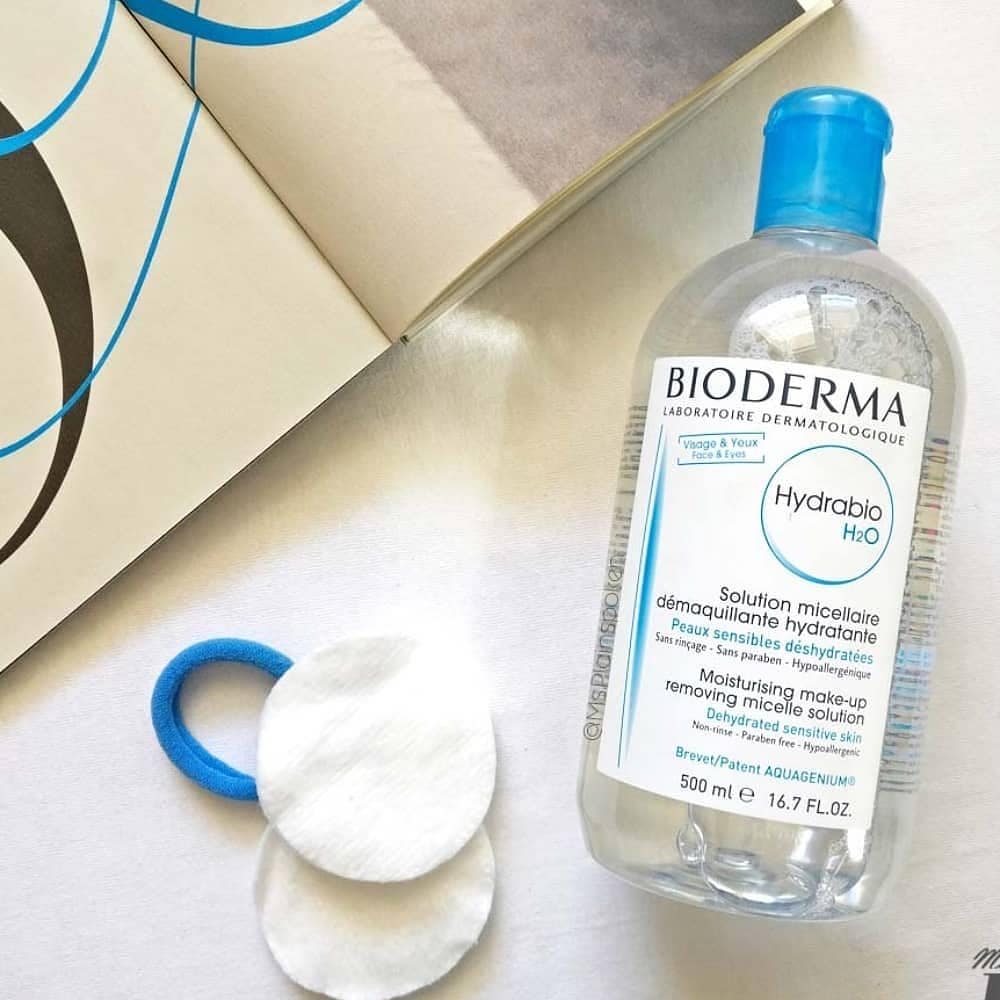 BIODERMA
LABORATOIRE DERMATOLOGIQUE
Visage & Yeux
Face & Eyes
Hydrabio
H2O
Solution micellaire
démaquillante hydratante
Peaux sensibles déshydratées
Sans rinçage - Sans paraben - Hypoallergénique
Moisturising make-up
removing micelle solution
Dehydrated sensitive skin
Non-rinse - Paraben free - Hypoallergenic
Brevet/Patent AQUAGENIUM®
500 ml ℮ 16.7 FL.OZ.